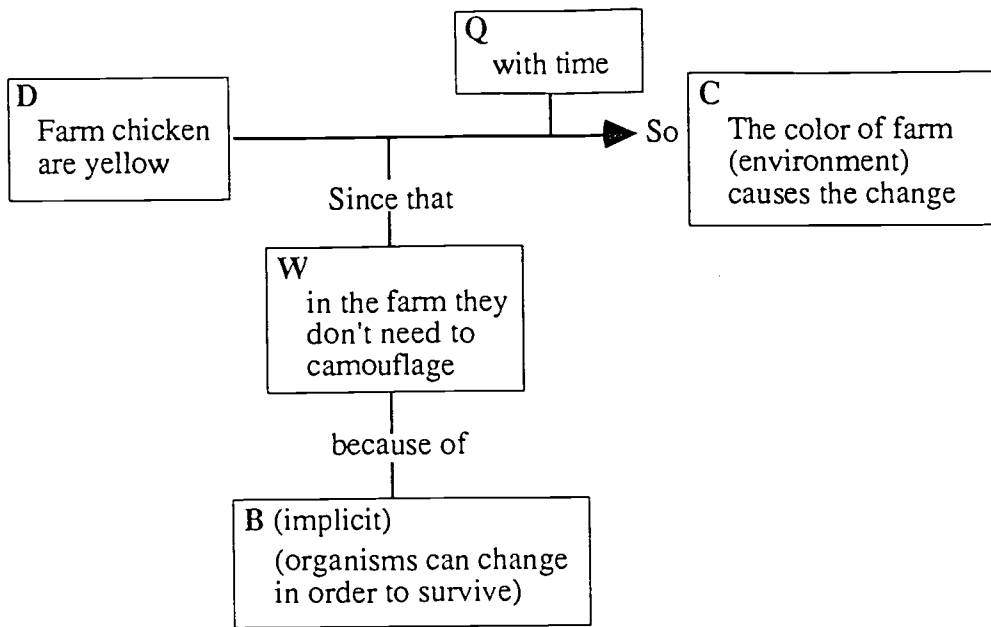 Q
with time
D
Farm chicken
are yellow
So
C
The color of farm
(environment)
causes the change
Since that
W
in the farm they
don't need to
camouflage
because of
B (implicit)
(organisms can change
in order to survive)